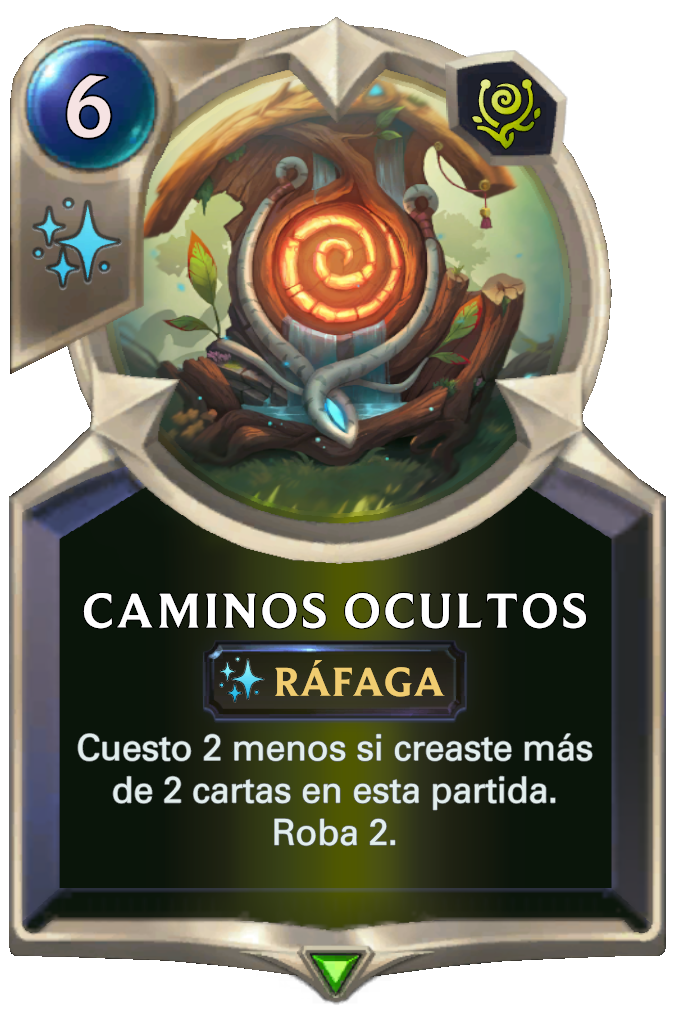 6
CAMINOS OCULTOS
RÁFAGA
Cuesto 2 menos si creaste más
de 2 cartas en esta partida.
Roba 2.